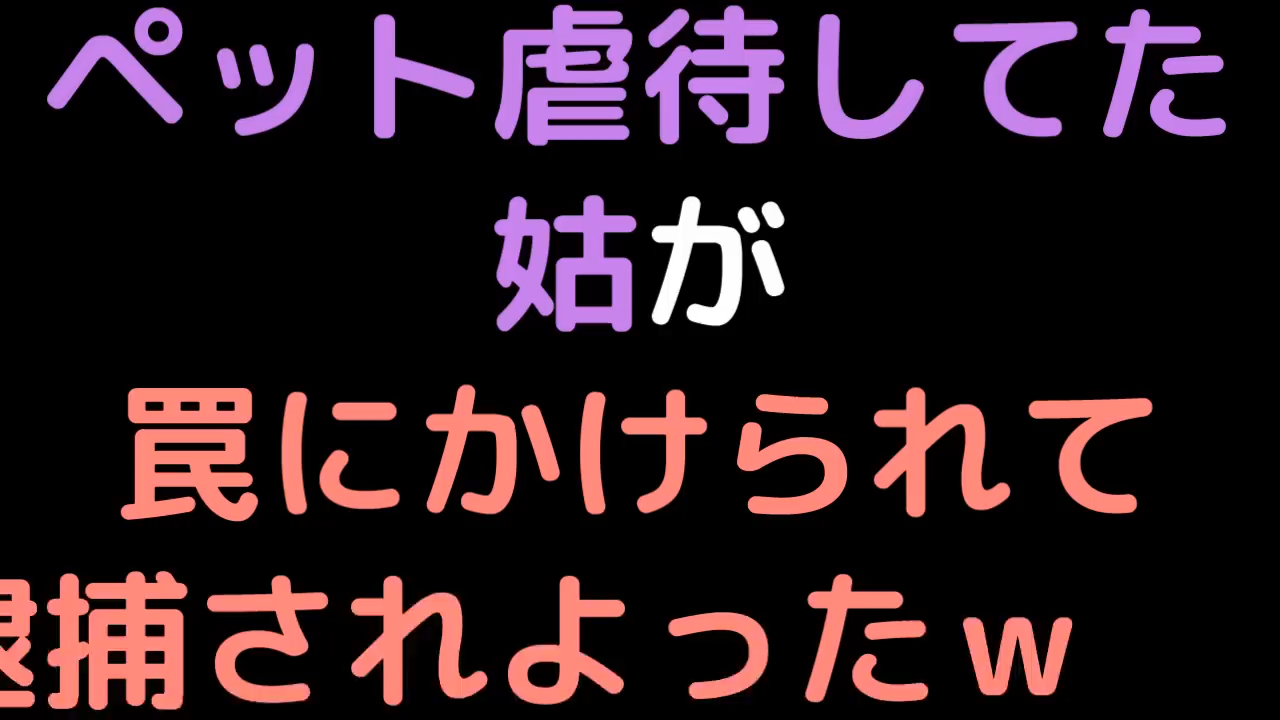 ペット虐待してた
姑が
罠にかけられて
逮捕されよったｗ